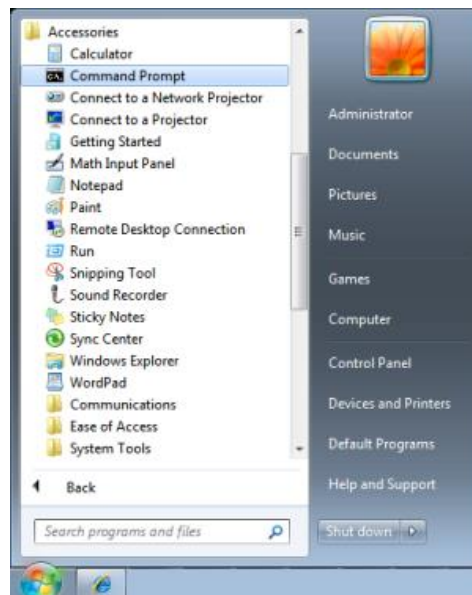 Accessories
Calculator
Command Prompt
Connect to a Network Projector
Connect to a Projector
Getting Started
Math Input Panel
Notepad
Paint
Remote Desktop Connection
Run
Snipping Tool
Sound Recorder
Sticky Notes
Sync Center
Windows Explorer
WordPad
Communications
Ease of Access
System Tools
Back
Search programs and files
Administrator
Documents
Pictures
Music
Games
Computer
Control Panel
Devices and Printers
Default Programs
Help and Support
Shut down